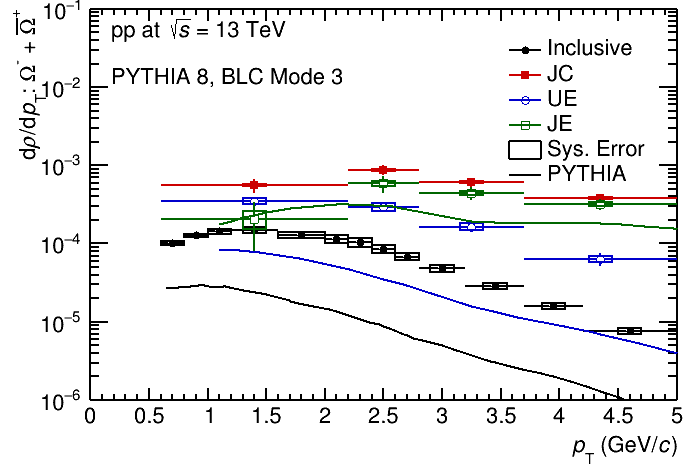 dρ/dp_T: Ω⁻ + Ω̅⁺
10⁻¹
10⁻²
10⁻³
10⁻⁴
10⁻⁵
10⁻⁶
pp at √s = 13 TeV
PYTHIA 8, BLC Mode 3
Inclusive
JC
UE
JE
Sys. Error
PYTHIA
0 0.5 1 1.5 2 2.5 3 3.5 4 4.5 5
p_T (GeV/c)